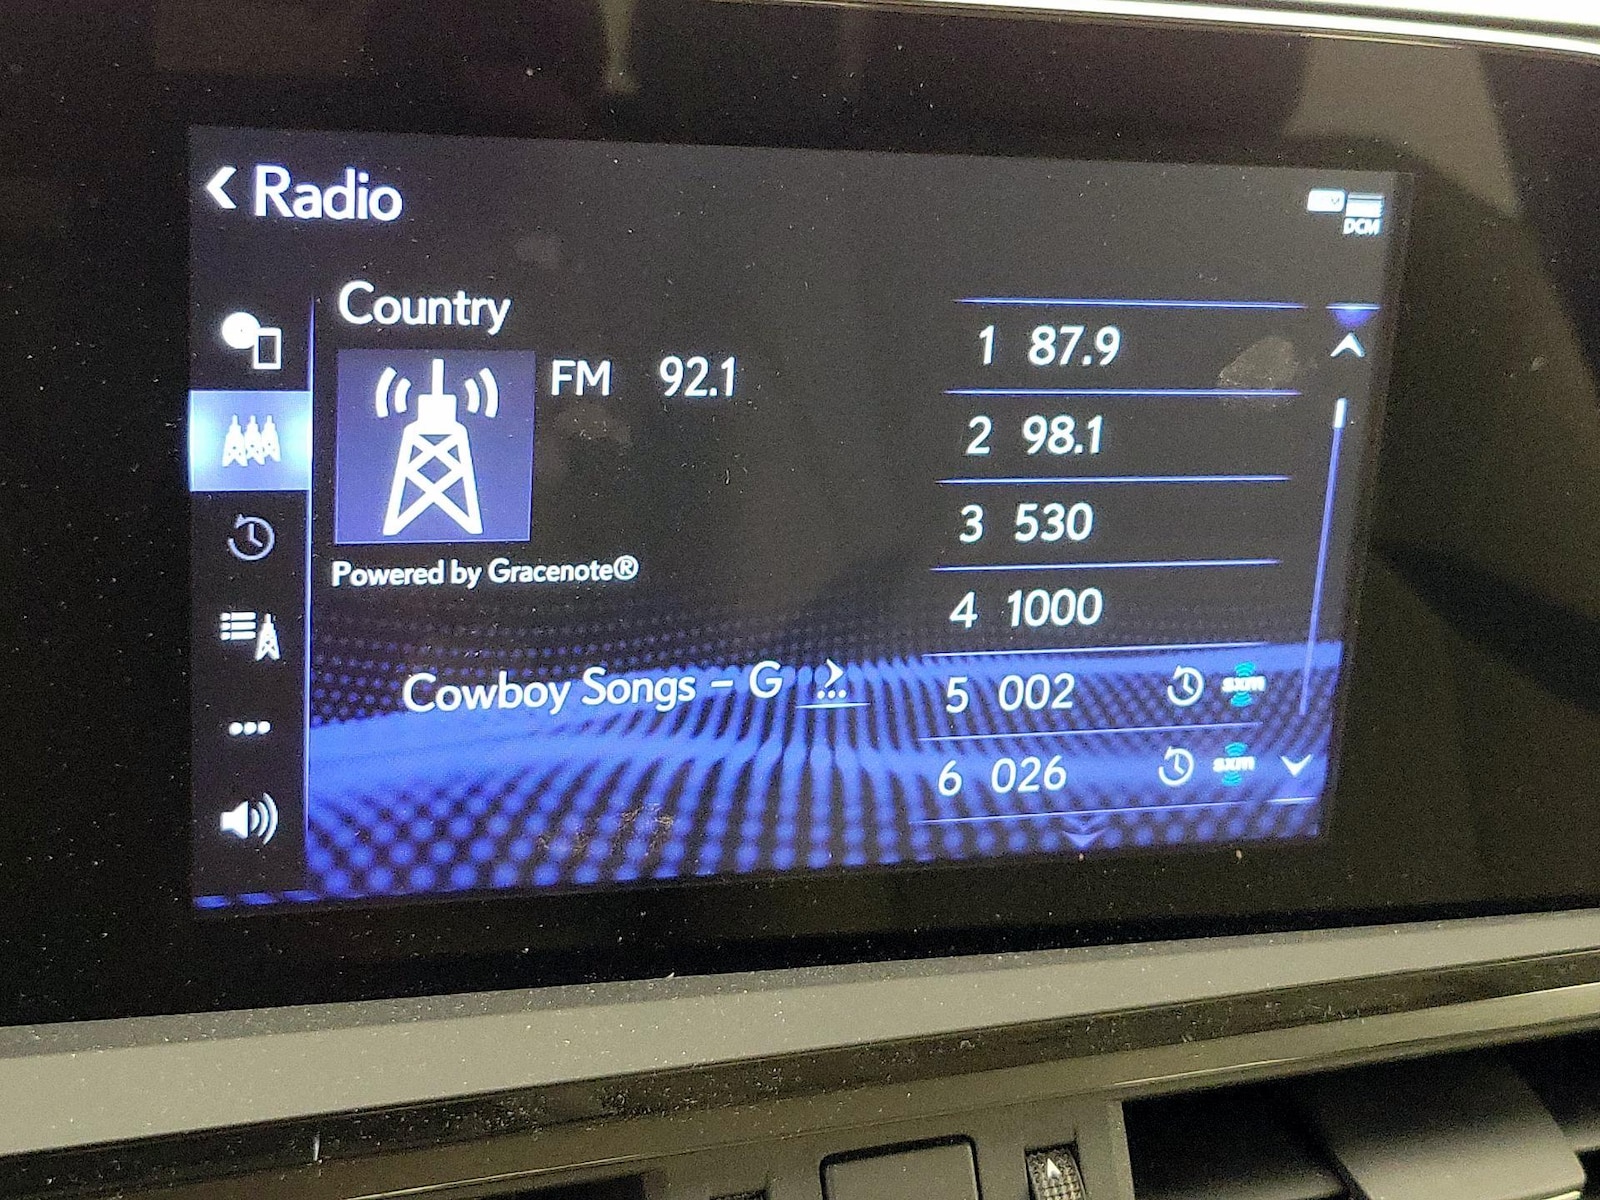 Radio
DCM
Country
FM 92.1
Powered by Gracenote®
Cowboy Songs – G
1 87.9
2 98.1
3 530
4 1000
5 002 sxm
6 026 sxm